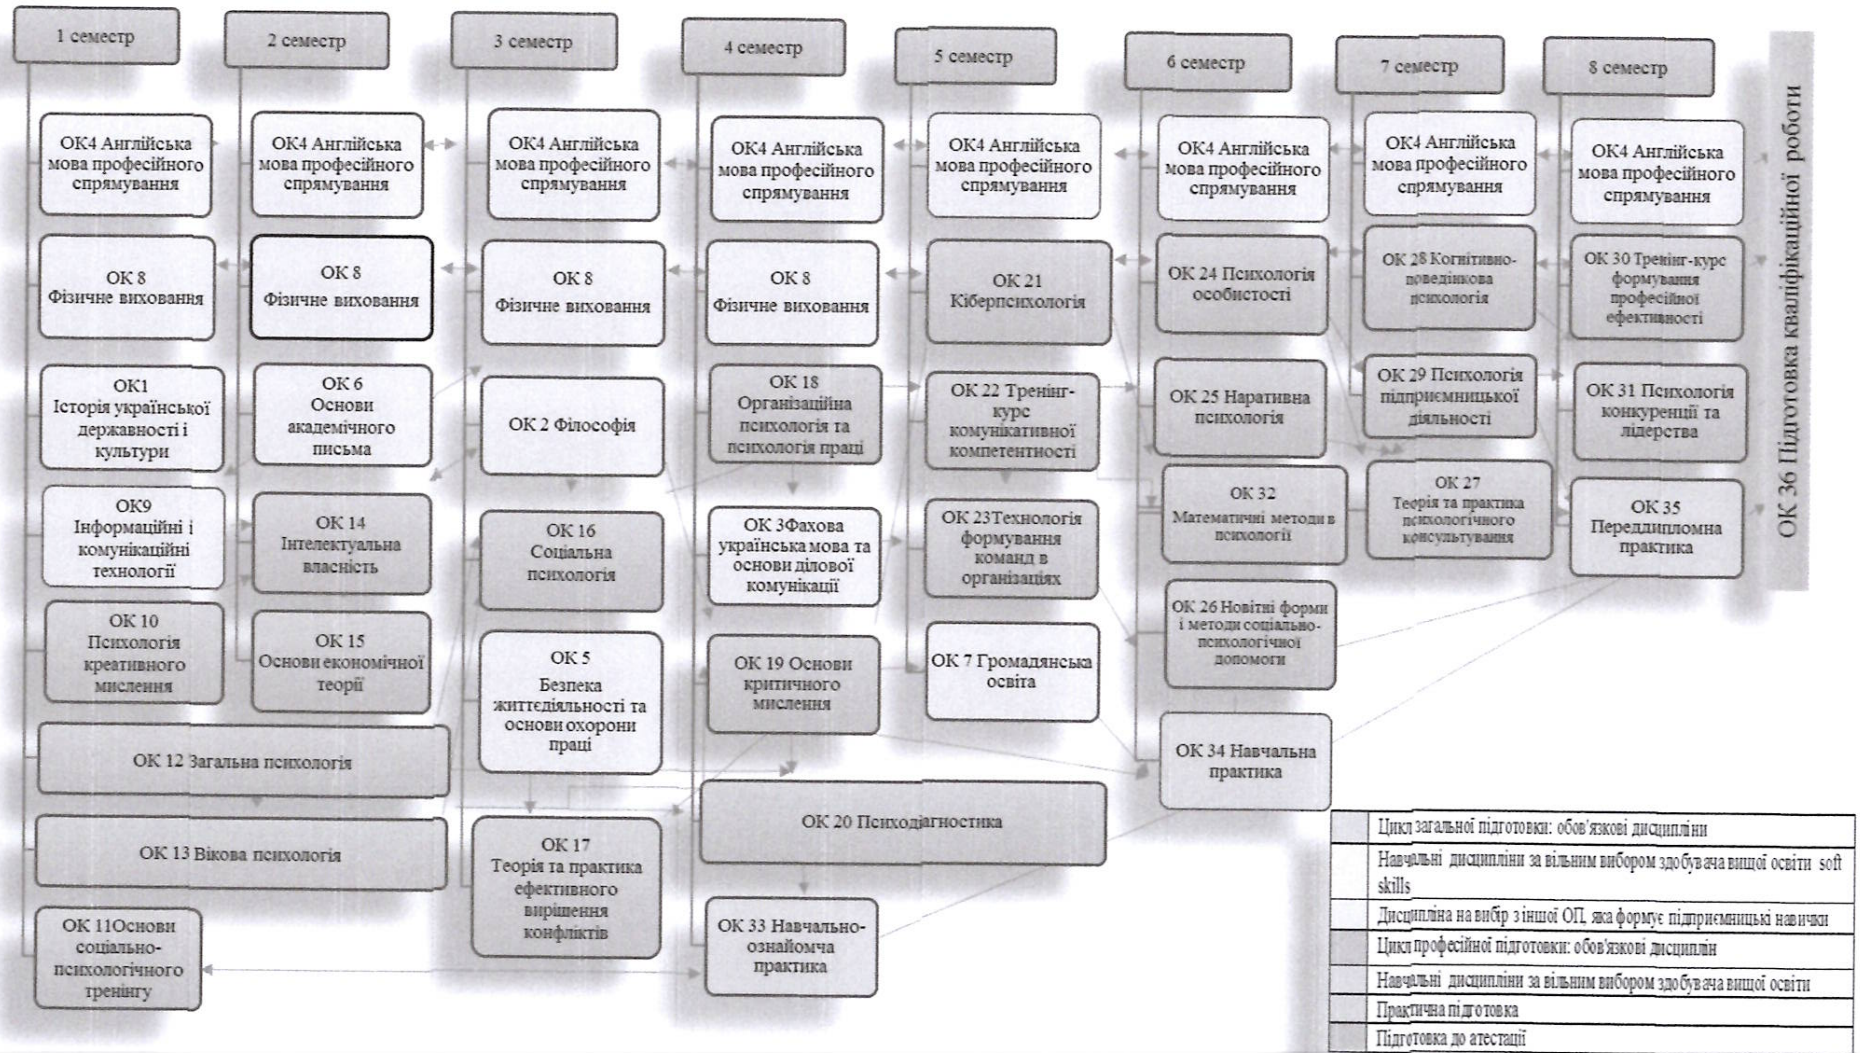 1 семестр
2 семестр
3 семестр
4 семестр
5 семестр
6 семестр
7 семестр
8 семестр
ОК4 Англійська
мова професійного
спрямування
ОК 8
Фізичне виховання
ОК1
Історія української
державності і
культури
ОК9
Інформаційні і
комунікаційні
технології
ОК 10
Психологія
креативного
мислення
ОК 12 Загальна психологія
ОК 13 Вікова психологія
ОК 11Основи
соціально-
психологічного
тренінгу
ОК4 Англійська
мова професійного
спрямування
ОК 8
Фізичне виховання
ОК 6
Основи
академічного
письма
ОК 14
Інтелектуальна
власність
ОК 15
Основи економічної
теорії
ОК4 Англійська
мова професійного
спрямування
ОК 8
Фізичне виховання
ОК 2 Філософія
ОК 16
Соціальна
психологія
ОК 5
Безпека
життєдіяльності та
основи охорони
праці
ОК 17
Теорія та практика
ефективного
вирішення
конфліктів
ОК4 Англійська
мова професійного
спрямування
ОК 8
Фізичне виховання
ОК 18
Організаційна
психологія та
психологія праці
ОК 3Фахова
українська мова та
основи ділової
комунікації
ОК 19 Основи
критичного
мислення
ОК 20 Психодіагностика
ОК 33 Навчально-
ознайомча
практика
ОК4 Англійська
мова професійного
спрямування
ОК 21
Кіберпсихологія
ОК 22 Тренінг-
курс
комунікативної
компетентності
ОК 23Технологія
формування
команд в
організаціях
ОК 7 Громадянська
освіта
ОК4 Англійська
мова професійного
спрямування
ОК 24 Психологія
особистості
ОК 25 Наративна
психологія
ОК 32
Математичні методи в
психології
ОК 26 Новітні форми
і методи соціально-
психологічної
допомоги
ОК 34 Навчальна
практика
ОК4 Англійська
мова професійного
спрямування
ОК 28 Когнітивно-
поведінкова
психологія
ОК 29 Психологія
підприємницької
діяльності
ОК 27
Теорія та практика
психологічного
консультування
ОК4 Англійська
мова професійного
спрямування
ОК 30 Тренінг-курс
формування
професійної
ефективності
ОК 31 Психологія
конкуренції та
лідерства
ОК 35
Переддипломна
практика
ОК 36 Підготовка кваліфікаційної роботи
Цикл загальної підготовки: обов'язкові дисципліни
Навчальні дисципліни за вільним вибором здобувача вищої освіти soft
skills
Дисципліна на вибір з іншої ОП, яка формує підприємницькі навички
Цикл професійної підготовки: обов'язкові дисциплін
Навчальні дисципліни за вільним вибором здобувача вищої освіти
Практична підготовка
Підготовка до атестації